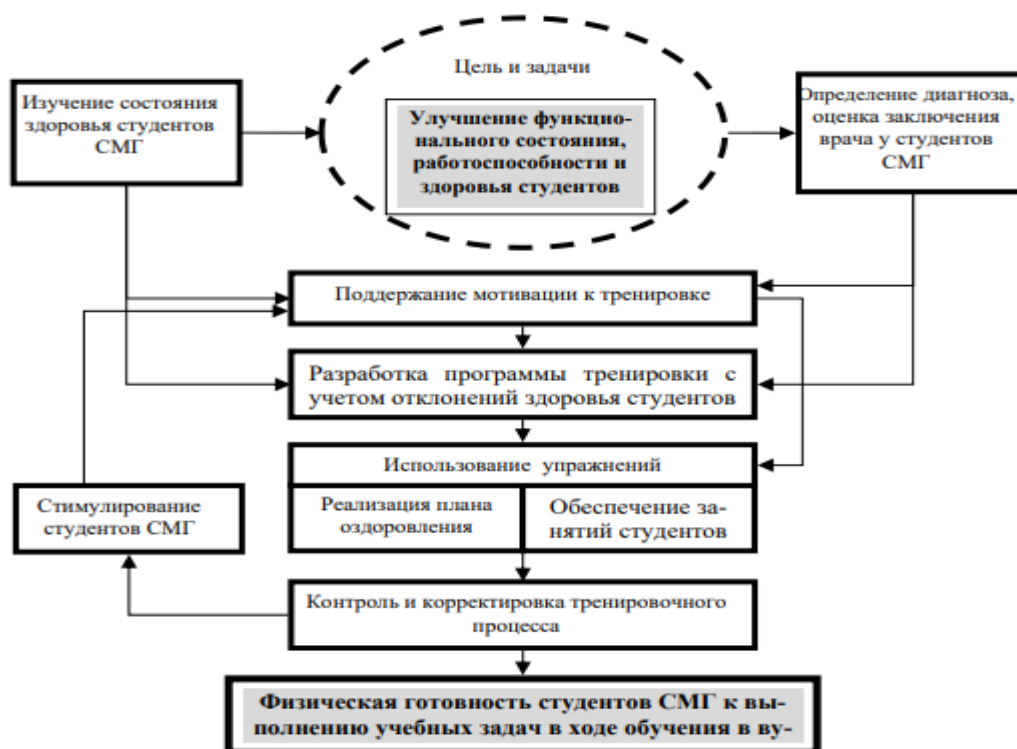 Цель и задачи
Изучение состояния
здоровья студентов
СМГ
Улучшение функцио-
нального состояния,
работоспособности и
здоровья студентов
Определение диагноза,
оценка заключения
врача у студентов
СМГ
Поддержание мотивации к тренировке
Разработка программы тренировки с
учетом отклонений здоровья студентов
Использование упражнений
Реализация плана
оздоровления
Обеспечение за-
нятий студентов
Стимулирование
студентов СМГ
Контроль и корректировка тренировочного
процесса
Физическая готовность студентов СМГ к вы-
полнению учебных задач в ходе обучения в ву-